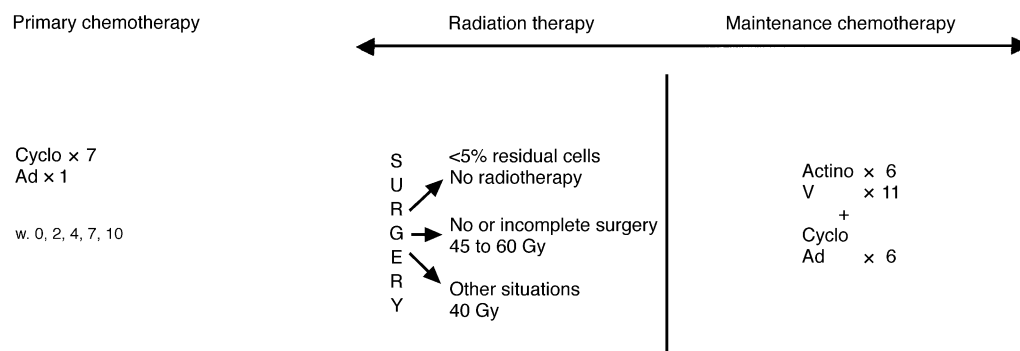 Primary chemotherapy
Radiation therapy
Maintenance chemotherapy
Cyclo × 7
Ad × 1
w. 0, 2, 4, 7, 10
SURGERY
<5% residual cells
No radiotherapy
No or incomplete surgery
45 to 60 Gy
Other situations
40 Gy
Actino × 6
V × 11
+
Cyclo
Ad × 6